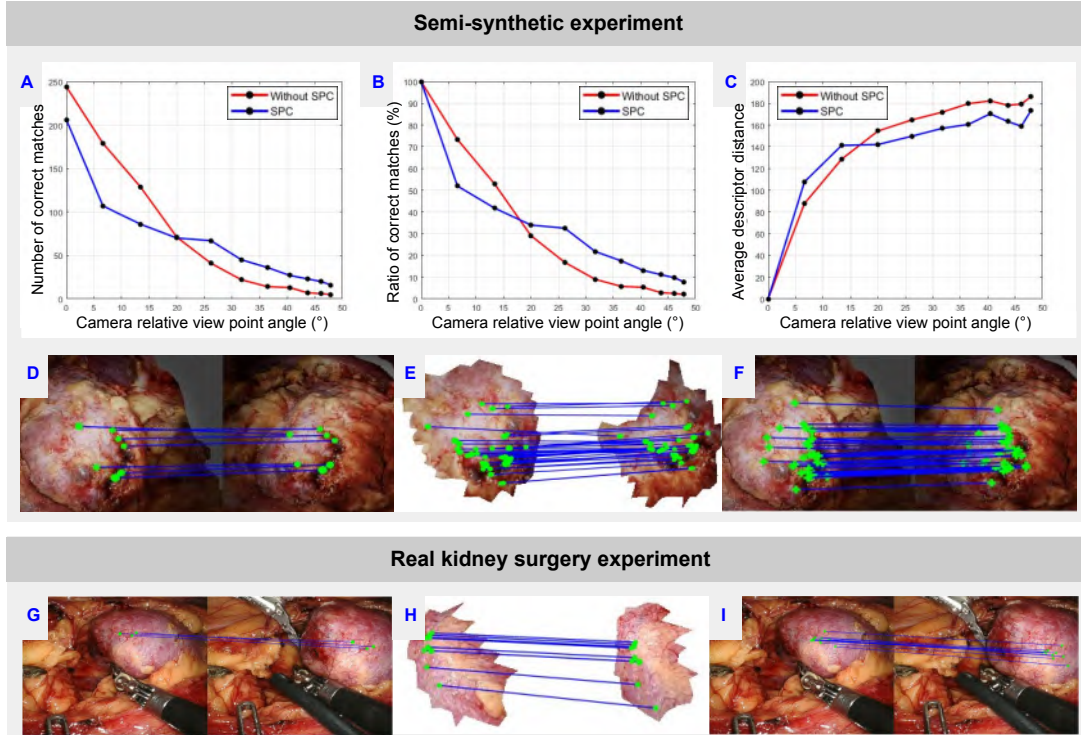 Semi-synthetic experiment
A
Number of correct matches
250
200
150
100
50
0
Without SPC
SPC
0 5 10 15 20 25 30 35 40 45 50
Camera relative view point angle (°)
B
Ratio of correct matches (%)
100
90
80
70
60
50
40
30
20
10
0
Without SPC
SPC
0 5 10 15 20 25 30 35 40 45 50
Camera relative view point angle (°)
C
Average descriptor distance
200
180
160
140
120
100
80
60
40
20
0
Without SPC
SPC
0 5 10 15 20 25 30 35 40 45 50
Camera relative view point angle (°)
D
E
F
Real kidney surgery experiment
G
H
I